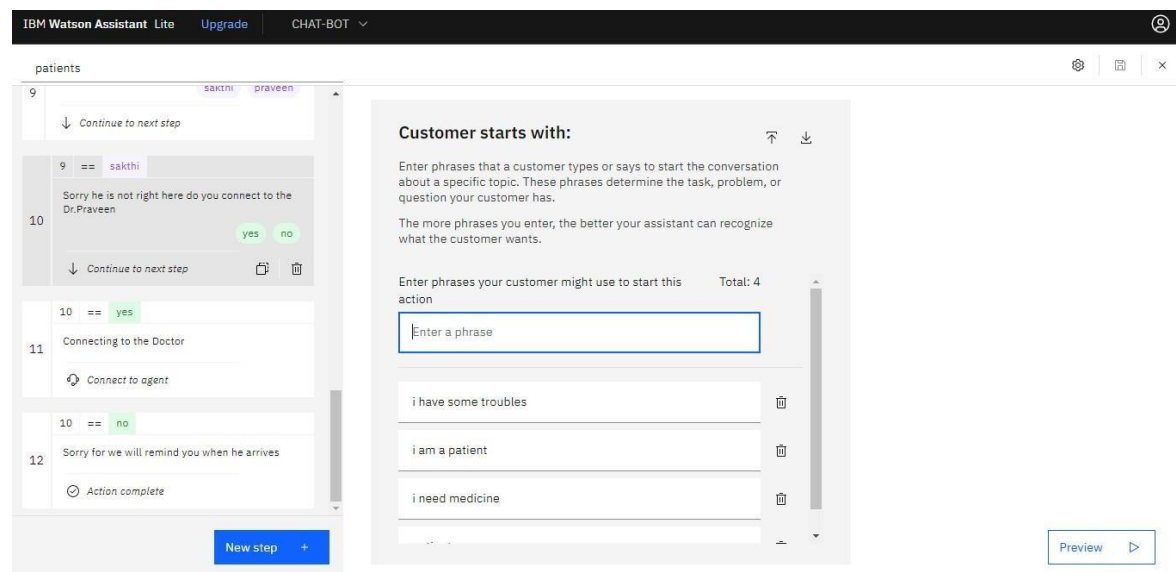 IBM Watson Assistant Lite Upgrade CHAT-BOT
patients
9 sakthi praveen
Continue to next step
9 == sakthi
Sorry he is not right here do you connect to the
Dr.Praveen
10
yes no
Continue to next step
10 == yes
11 Connecting to the Doctor
Connect to agent
10 == no
12 Sorry for we will remind you when he arrives
Action complete
New step +
Customer starts with:
Enter phrases that a customer types or says to start the conversation
about a specific topic. These phrases determine the task, problem, or
question your customer has.
The more phrases you enter, the better your assistant can recognize
what the customer wants.
Enter phrases your customer might use to start this Total: 4
action
Enter a phrase
i have some troubles
i am a patient
i need medicine
Preview